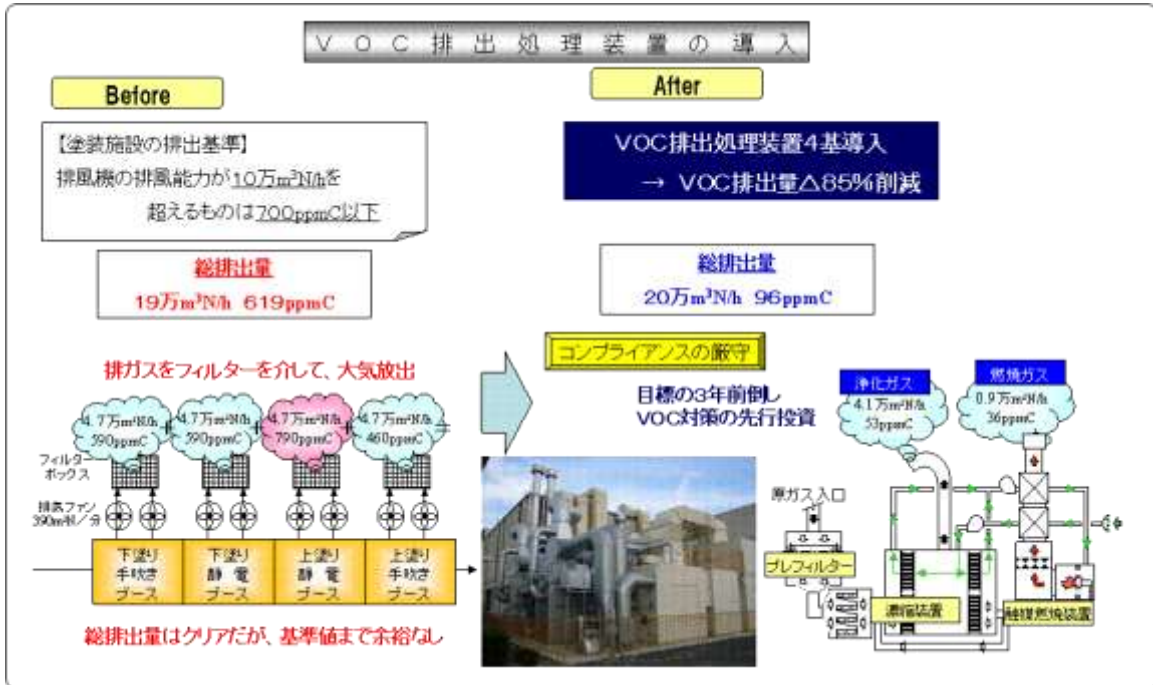 VOC排出処理装置の導入
Before
After
【塗装施設の排出基準】
排風機の排風能力が10万m³N/hを
超えるものは700ppmC以下
VOC排出処理装置4基導入
→ VOC排出量△85%削減
総排出量
19万m³N/h 619ppmC
総排出量
20万m³N/h 96ppmC
コンプライアンスの厳守
排ガスをフィルターを介して、大気放出
目標の3年前倒し
VOC対策の先行投資
4.7万m³N/h
590ppmC
4.7万m³N/h
590ppmC
4.7万m³N/h
790ppmC
4.7万m³N/h
460ppmC
フィルター
ボックス
排気ファン
390m³N/分
下塗り
手吹き
ブース
下塗り
静電
ブース
上塗り
静電
ブース
上塗り
手吹き
ブース
総排出量はクリアだが、基準値まで余裕なし
浄化ガス
4.1万m³N/h
53ppmC
燃焼ガス
0.9万m³N/h
36ppmC
原ガス入口
プレフィルター
濃縮装置
触媒燃焼装置